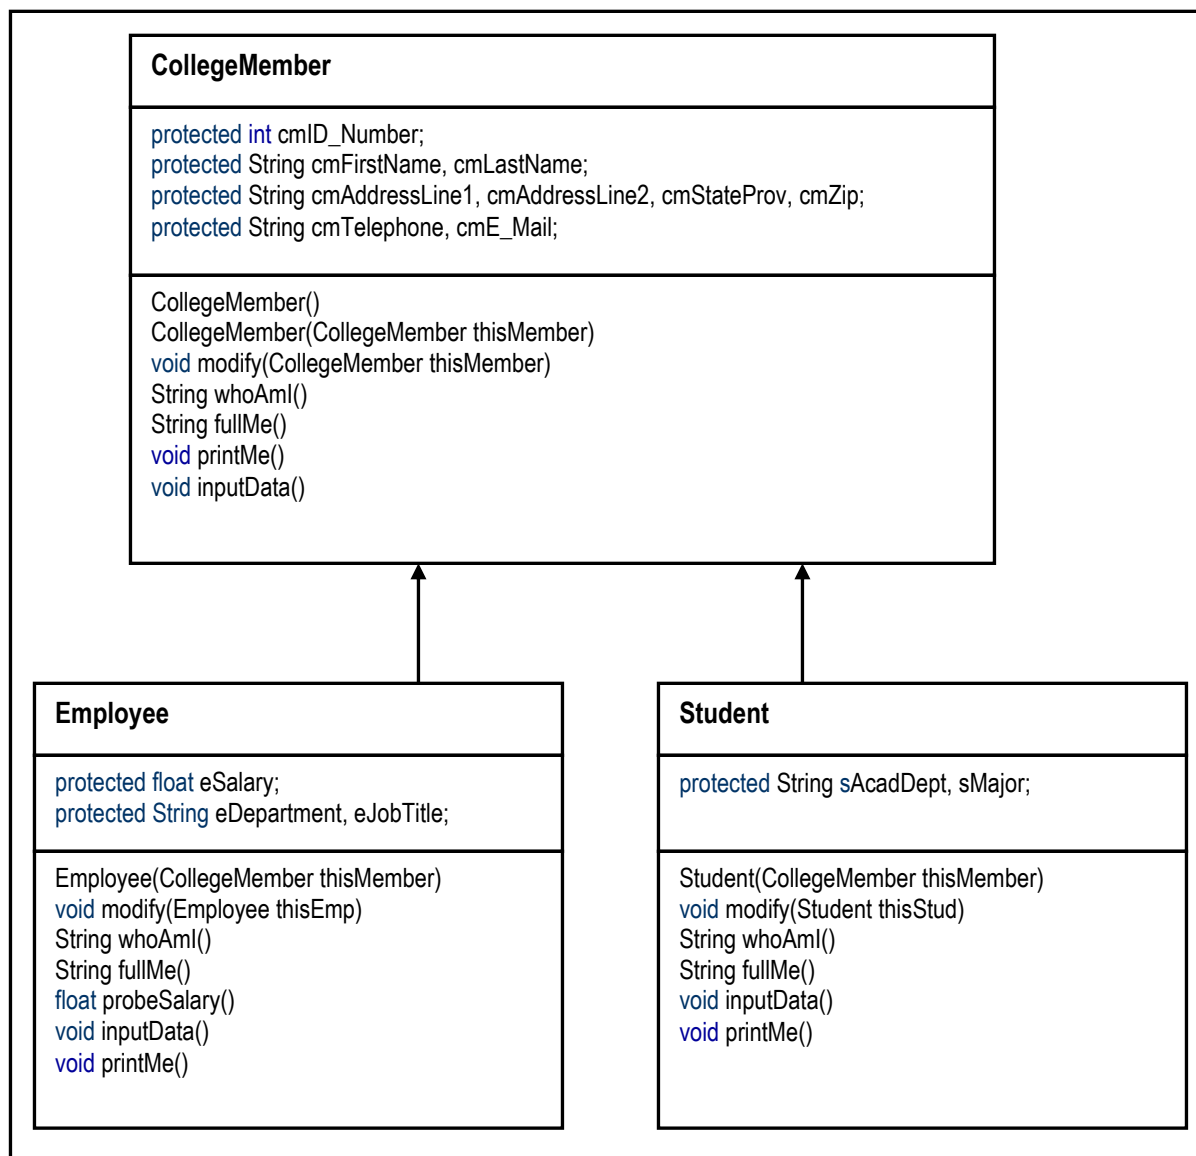 CollegeMember
protected int cmID_Number;
protected String cmFirstName, cmLastName;
protected String cmAddressLine1, cmAddressLine2, cmStateProv, cmZip;
protected String cmTelephone, cmE_Mail;
CollegeMember()
CollegeMember(CollegeMember thisMember)
void modify(CollegeMember thisMember)
String whoAmI()
String fullMe()
void printMe()
void inputData()
Employee
protected float eSalary;
protected String eDepartment, eJobTitle;
Employee(CollegeMember thisMember)
void modify(Employee thisEmp)
String whoAmI()
String fullMe()
float probeSalary()
void inputData()
void printMe()
Student
protected String sAcadDept, sMajor;
Student(CollegeMember thisMember)
void modify(Student thisStud)
String whoAmI()
String fullMe()
void inputData()
void printMe()